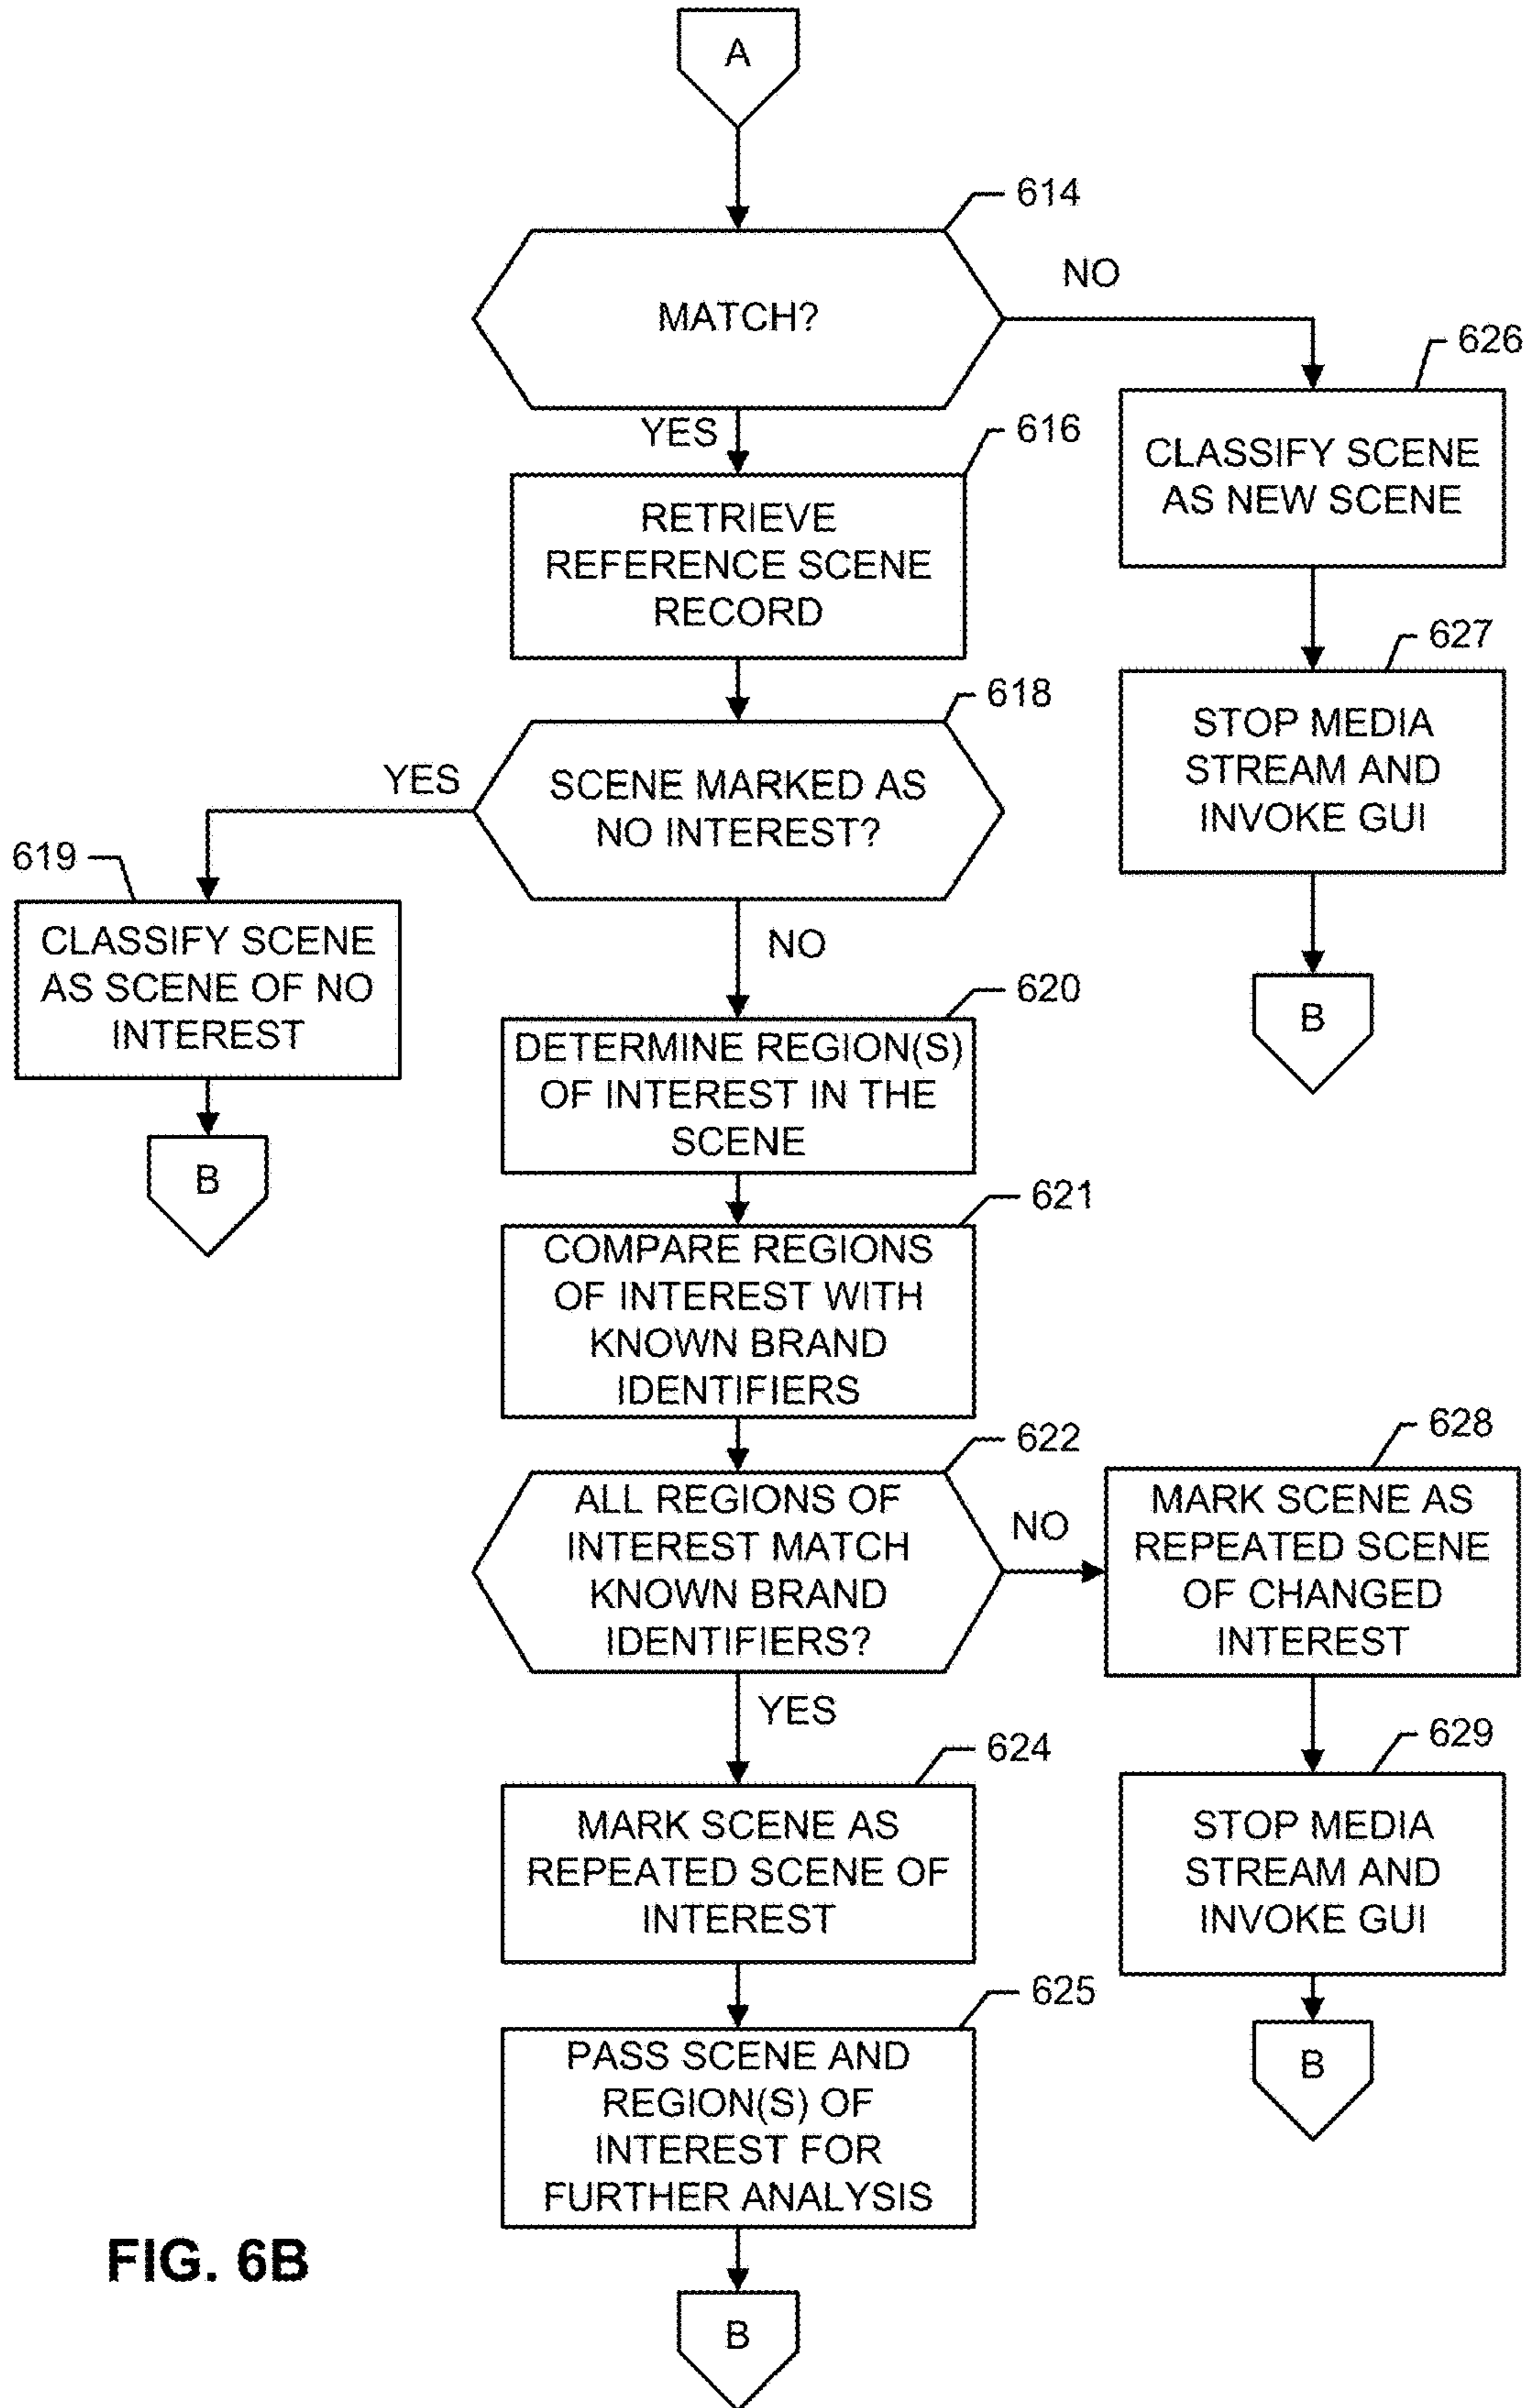 A
614
MATCH?
NO
626
CLASSIFY SCENE
AS NEW SCENE
YES
616
RETRIEVE
REFERENCE SCENE
RECORD
627
STOP MEDIA
STREAM AND
INVOKE GUI
B
618
SCENE MARKED AS
NO INTEREST?
YES
619
CLASSIFY SCENE
AS SCENE OF NO
INTEREST
B
NO
620
DETERMINE REGION(S)
OF INTEREST IN THE
SCENE
621
COMPARE REGIONS
OF INTEREST WITH
KNOWN BRAND
IDENTIFIERS
622
ALL REGIONS OF
INTEREST MATCH
KNOWN BRAND
IDENTIFIERS?
NO
628
MARK SCENE AS
REPEATED SCENE
OF CHANGED
INTEREST
YES
624
MARK SCENE AS
REPEATED SCENE OF
INTEREST
629
STOP MEDIA
STREAM AND
INVOKE GUI
B
625
PASS SCENE AND
REGION(S) OF
INTEREST FOR
FURTHER ANALYSIS
B
FIG. 6B